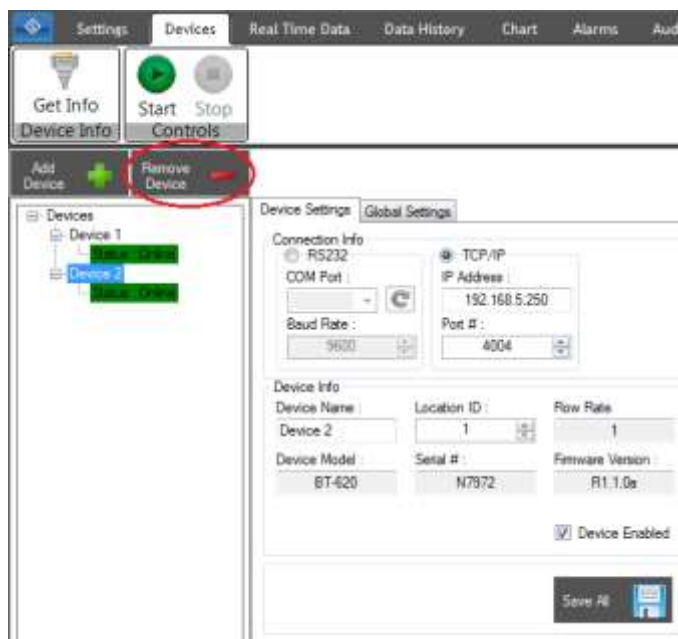 Settings Devices Real Time Data Data History Chart Alarms Aud
Get Info Start Stop
Device Info Controls
Add Device Remove Device
Devices
Device 1
Status : Online
Device 2
Status : Online
Device Settings Global Settings
Connection Info
RS232 TCP/IP
COM Port : IP Address :
192.168.5.250
Baud Rate : Port # :
9600 4004
Device Info
Device Name : Location ID : Flow Rate
Device 2 1 1
Device Model : Serial # : Firmware Version :
BT-620 N7972 R1.1.0a
Device Enabled
Save All